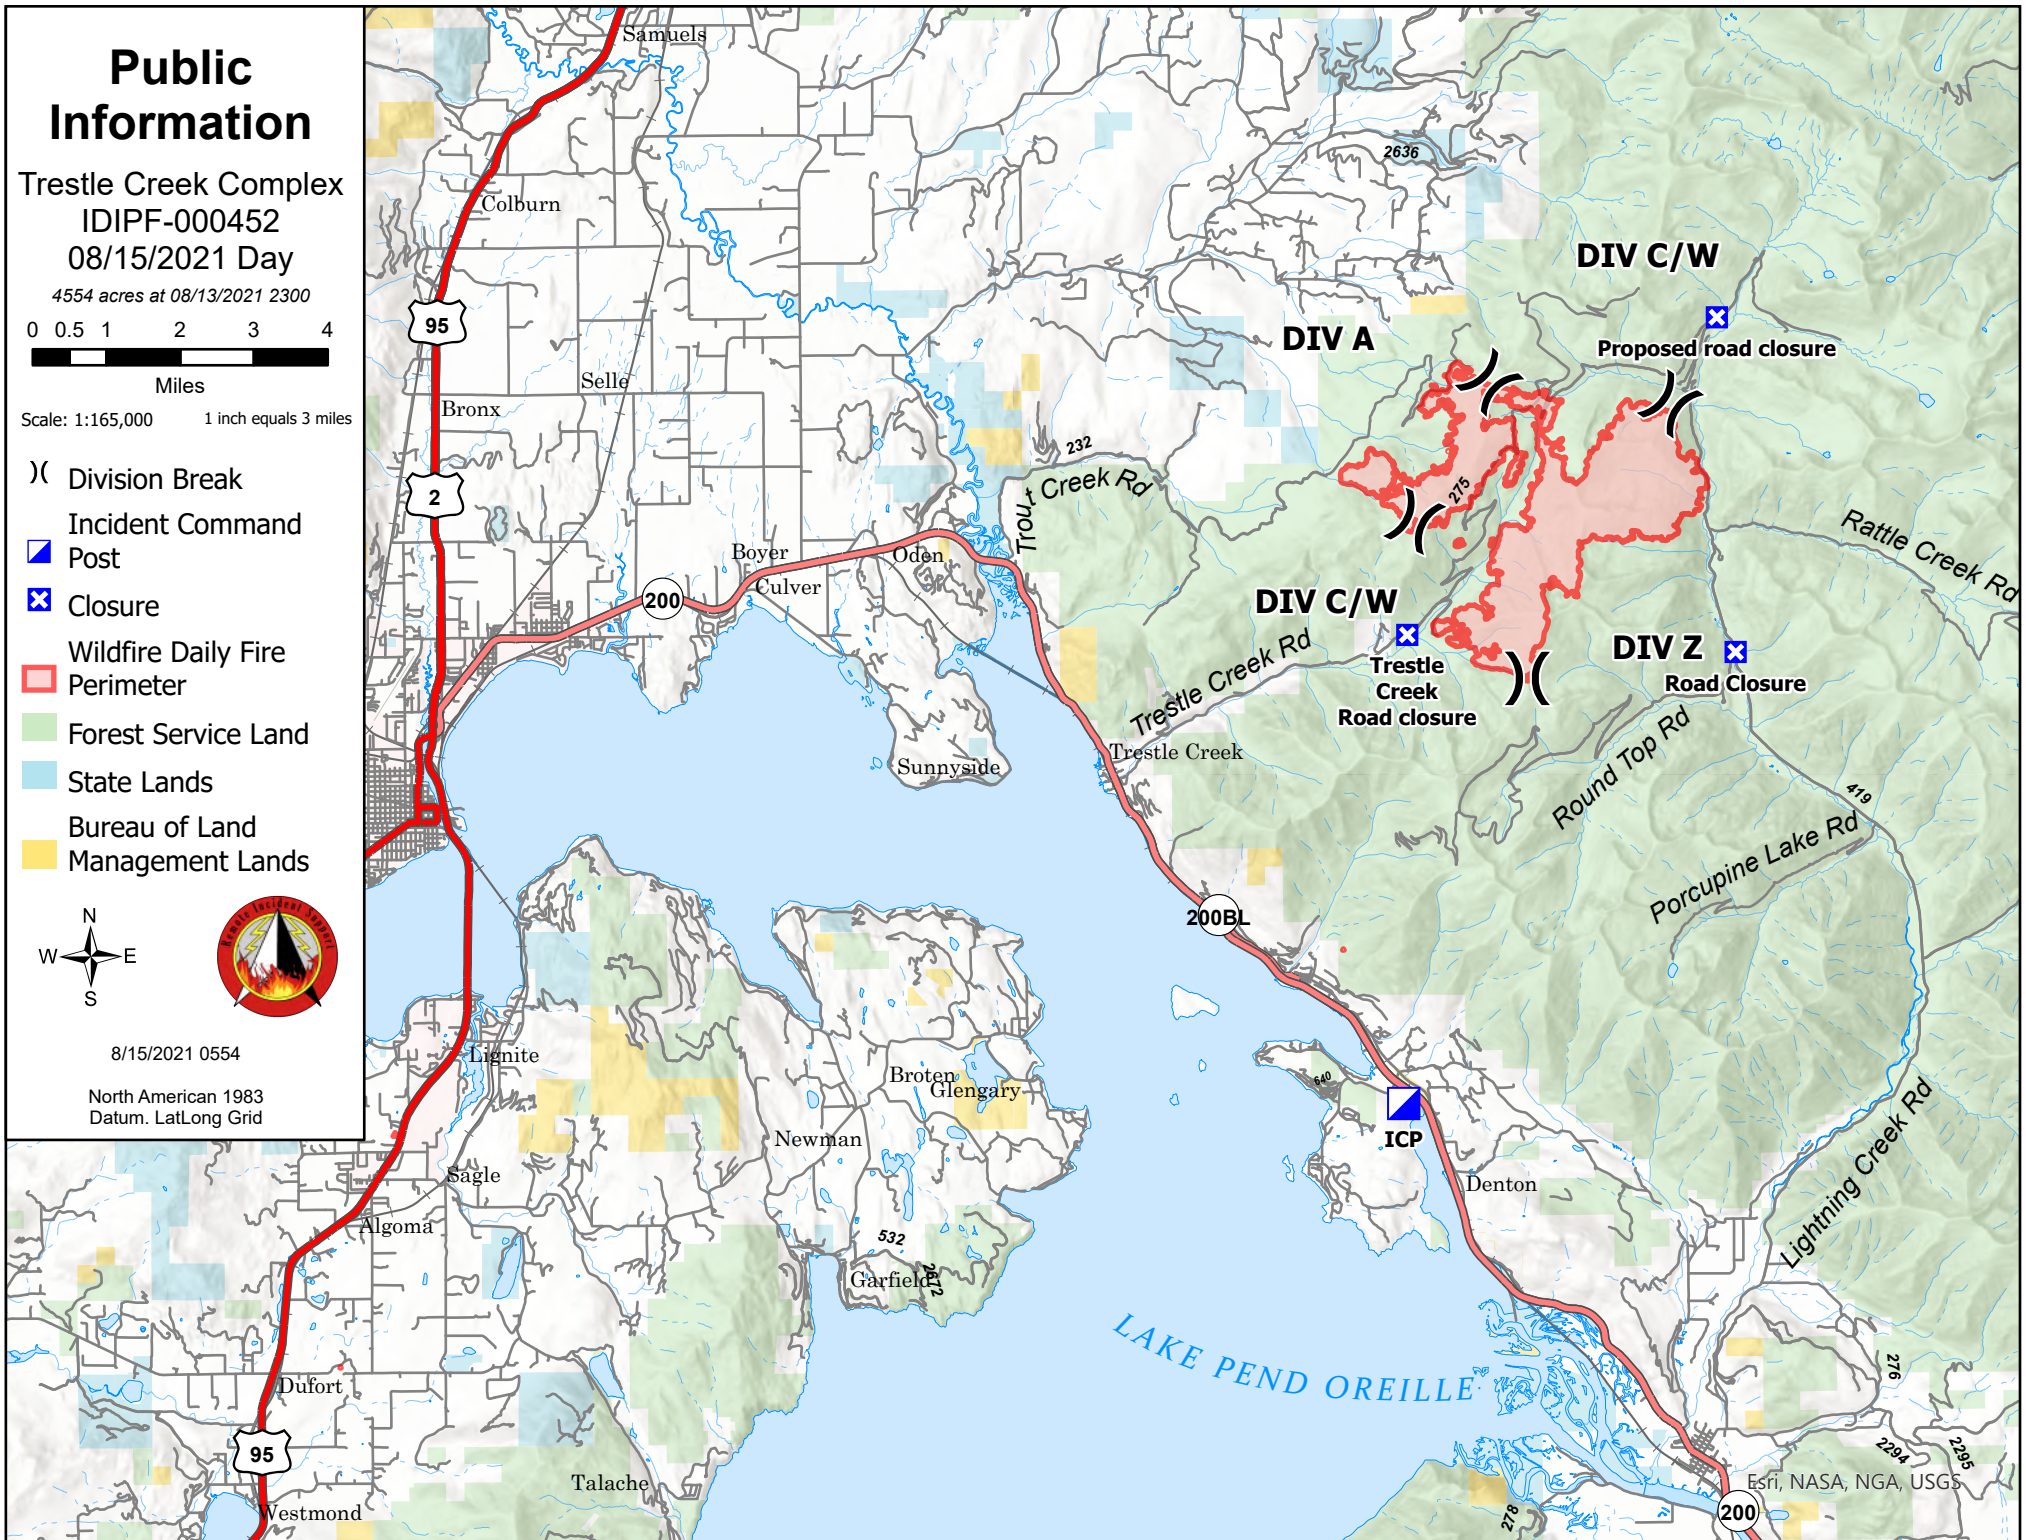 Public
Information
Trestle Creek Complex
IDIPF-000452
08/15/2021 Day
4554 acres at 08/13/2021 2300
0 0.5 1 2 3 4
Miles
Scale: 1:165,000 1 inch equals 3 miles
)( Division Break
Incident Command
Post
Closure
Wildfire Daily Fire
Perimeter
Forest Service Land
State Lands
Bureau of Land
Management Lands
N
W E
S
Remote Incident Support
8/15/2021 0554
North American 1983
Datum. LatLong Grid
Samuels
Colburn
95
Selle
Bronx
2
Boyer
Culver
Oden
200
Sunnyside
232
Trout Creek Rd
2636
DIV A
DIV C/W
Proposed road closure
275
Rattle Creek Rd
DIV C/W
Trestle
Creek
Road closure
DIV Z
Road Closure
Trestle Creek Rd
Trestle Creek
Round Top Rd
419
Porcupine Lake Rd
200BL
Lignite
Broten
Glengary
Newman
640
ICP
Denton
Lightning Creek Rd
Sagle
Algoma
532
2672
Garfield
LAKE PEND OREILLE
Dufort
95
Westmond
Talache
276
2294
2295
278
200
Esri, NASA, NGA, USGS